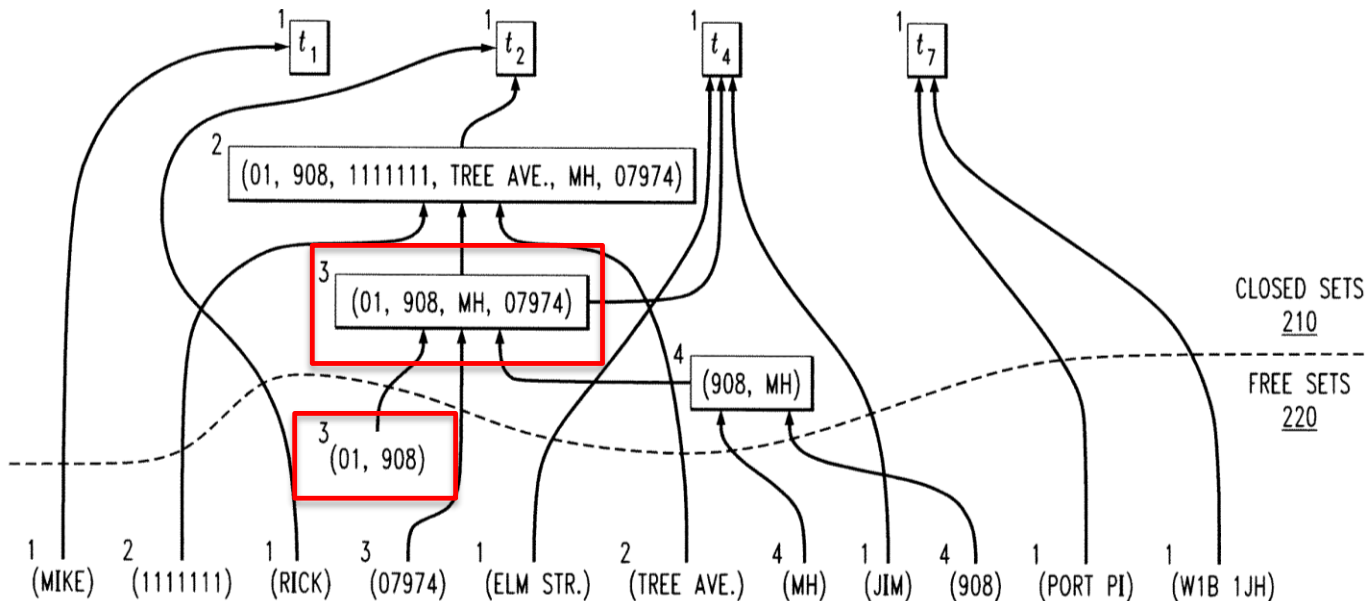 1 t1 1 t2 1 t4 1 t7
2 (01, 908, 1111111, TREE AVE., MH, 07974)
3 (01, 908, MH, 07974)
CLOSED SETS
210
4 (908, MH)
FREE SETS
220
3 (01, 908)
1 (MIKE) 2 (1111111) 1 (RICK) 3 (07974) 1 (ELM STR.) 2 (TREE AVE.) 4 (MH) 1 (JIM) 4 (908) 1 (PORT PI) 1 (W1B 1JH)